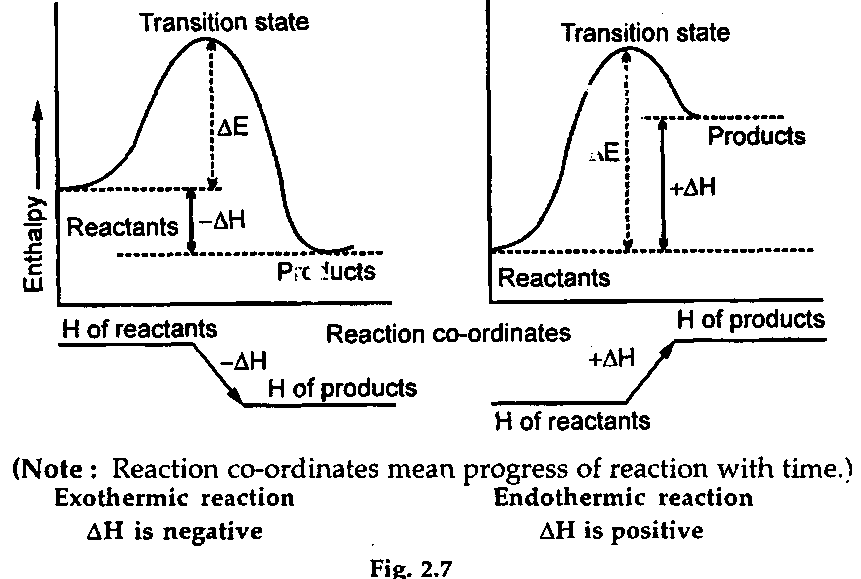 Transition state
ΔE
Reactants
–ΔH
Products
Enthalpy
Transition state
ΔE
Products
+ΔH
Reactants
H of reactants
–ΔH
H of products
Reaction co-ordinates
H of products
+ΔH
H of reactants
(Note : Reaction co-ordinates mean progress of reaction with time.)
Exothermic reaction
ΔH is negative
Endothermic reaction
ΔH is positive
Fig. 2.7